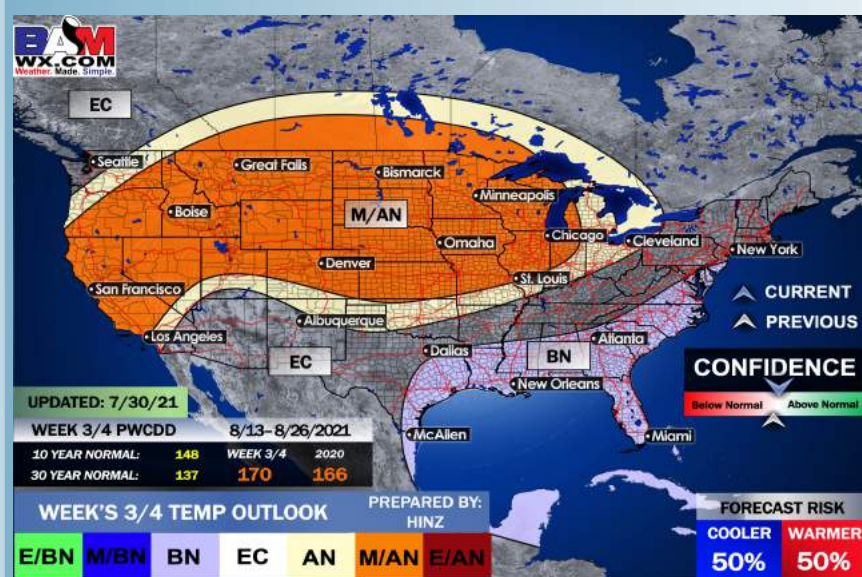 BAM
WX.COM
Weather. Made. Simple.
EC
Seattle
Great Falls
Bismarck
Minneapolis
Boise
M/AN
Omaha
Chicago
Cleveland
New York
Denver
San Francisco
St. Louis
CURRENT
PREVIOUS
Albuquerque
Los Angeles
EC
Dallas
BN
Atlanta
CONFIDENCE
Below Normal
Above Normal
New Orleans
McAllen
Miami
UPDATED: 7/30/21
WEEK 3/4 PWCDD 8/13-8/26/2021
10 YEAR NORMAL: 148 WEEK 3/4 2020
30 YEAR NORMAL: 137 170 166
WEEK'S 3/4 TEMP OUTLOOK
PREPARED BY:
HINZ
E/BN M/BN BN EC AN M/AN E/AN
FORECAST RISK
COOLER WARMER
50% 50%